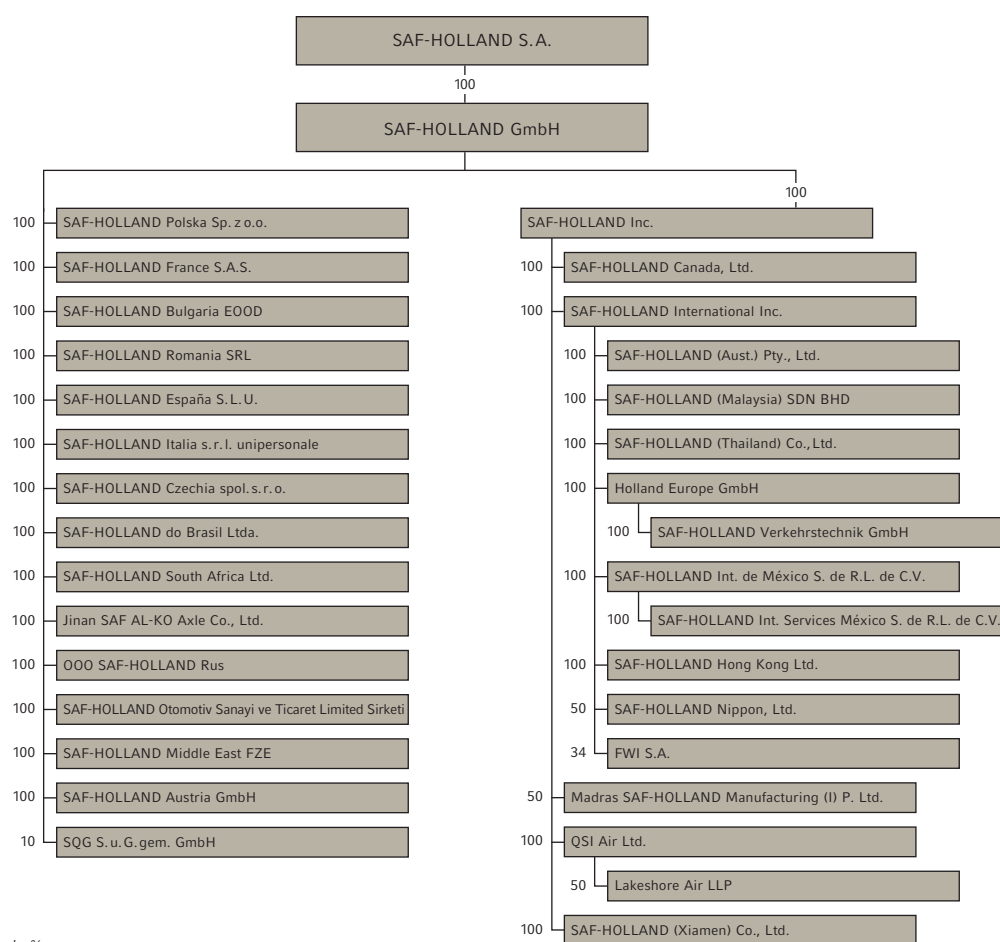 SAF-HOLLAND S.A.
100
SAF-HOLLAND GmbH
100
100 SAF-HOLLAND Polska Sp. z o.o.
100 SAF-HOLLAND France S.A.S.
100 SAF-HOLLAND Bulgaria EOOD
100 SAF-HOLLAND Romania SRL
100 SAF-HOLLAND España S.L.U.
100 SAF-HOLLAND Italia s.r.l. unipersonale
100 SAF-HOLLAND Czechia spol.s.r.o.
100 SAF-HOLLAND do Brasil Ltda.
100 SAF-HOLLAND South Africa Ltd.
100 Jinan SAF AL-KO Axle Co., Ltd.
100 OOO SAF-HOLLAND Rus
100 SAF-HOLLAND Otomotiv Sanayi ve Ticaret Limited Sirketi
100 SAF-HOLLAND Middle East FZE
100 SAF-HOLLAND Austria GmbH
10 SQG S.u.G.gem. GmbH
SAF-HOLLAND Inc.
100 SAF-HOLLAND Canada, Ltd.
100 SAF-HOLLAND International Inc.
100 SAF-HOLLAND (Aust.) Pty., Ltd.
100 SAF-HOLLAND (Malaysia) SDN BHD
100 SAF-HOLLAND (Thailand) Co.,Ltd.
100 Holland Europe GmbH
100 SAF-HOLLAND Verkehrstechnik GmbH
100 SAF-HOLLAND Int. de México S. de R.L. de C.V.
100 SAF-HOLLAND Int. Services México S. de R.L. de C.V.
100 SAF-HOLLAND Hong Kong Ltd.
50 SAF-HOLLAND Nippon, Ltd.
34 FWI S.A.
50 Madras SAF-HOLLAND Manufacturing (I) P. Ltd.
100 QSI Air Ltd.
50 Lakeshore Air LLP
100 SAF-HOLLAND (Xiamen) Co., Ltd.